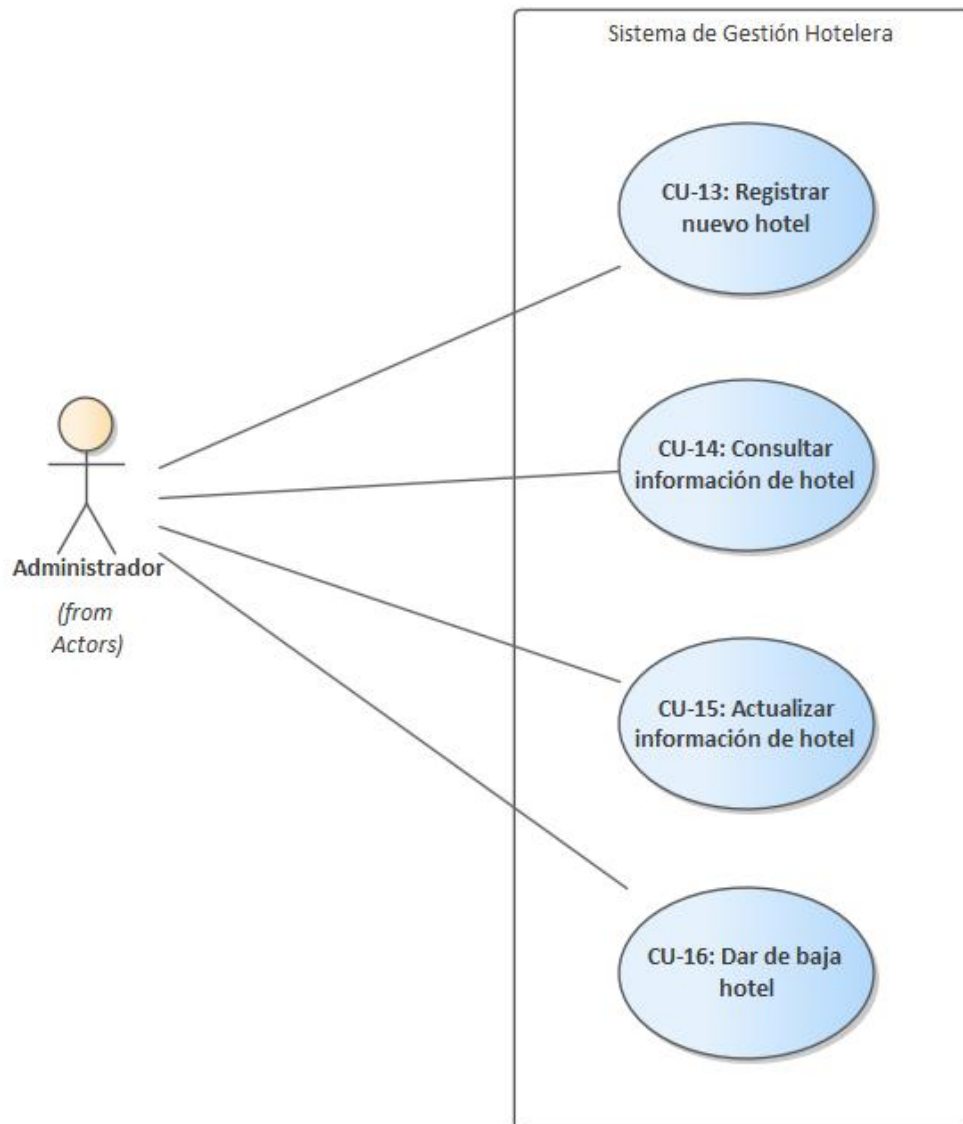 Sistema de Gestión Hotelera
CU-13: Registrar
nuevo hotel
CU-14: Consultar
información de hotel
Administrador
(from
Actors)
CU-15: Actualizar
información de hotel
CU-16: Dar de baja
hotel